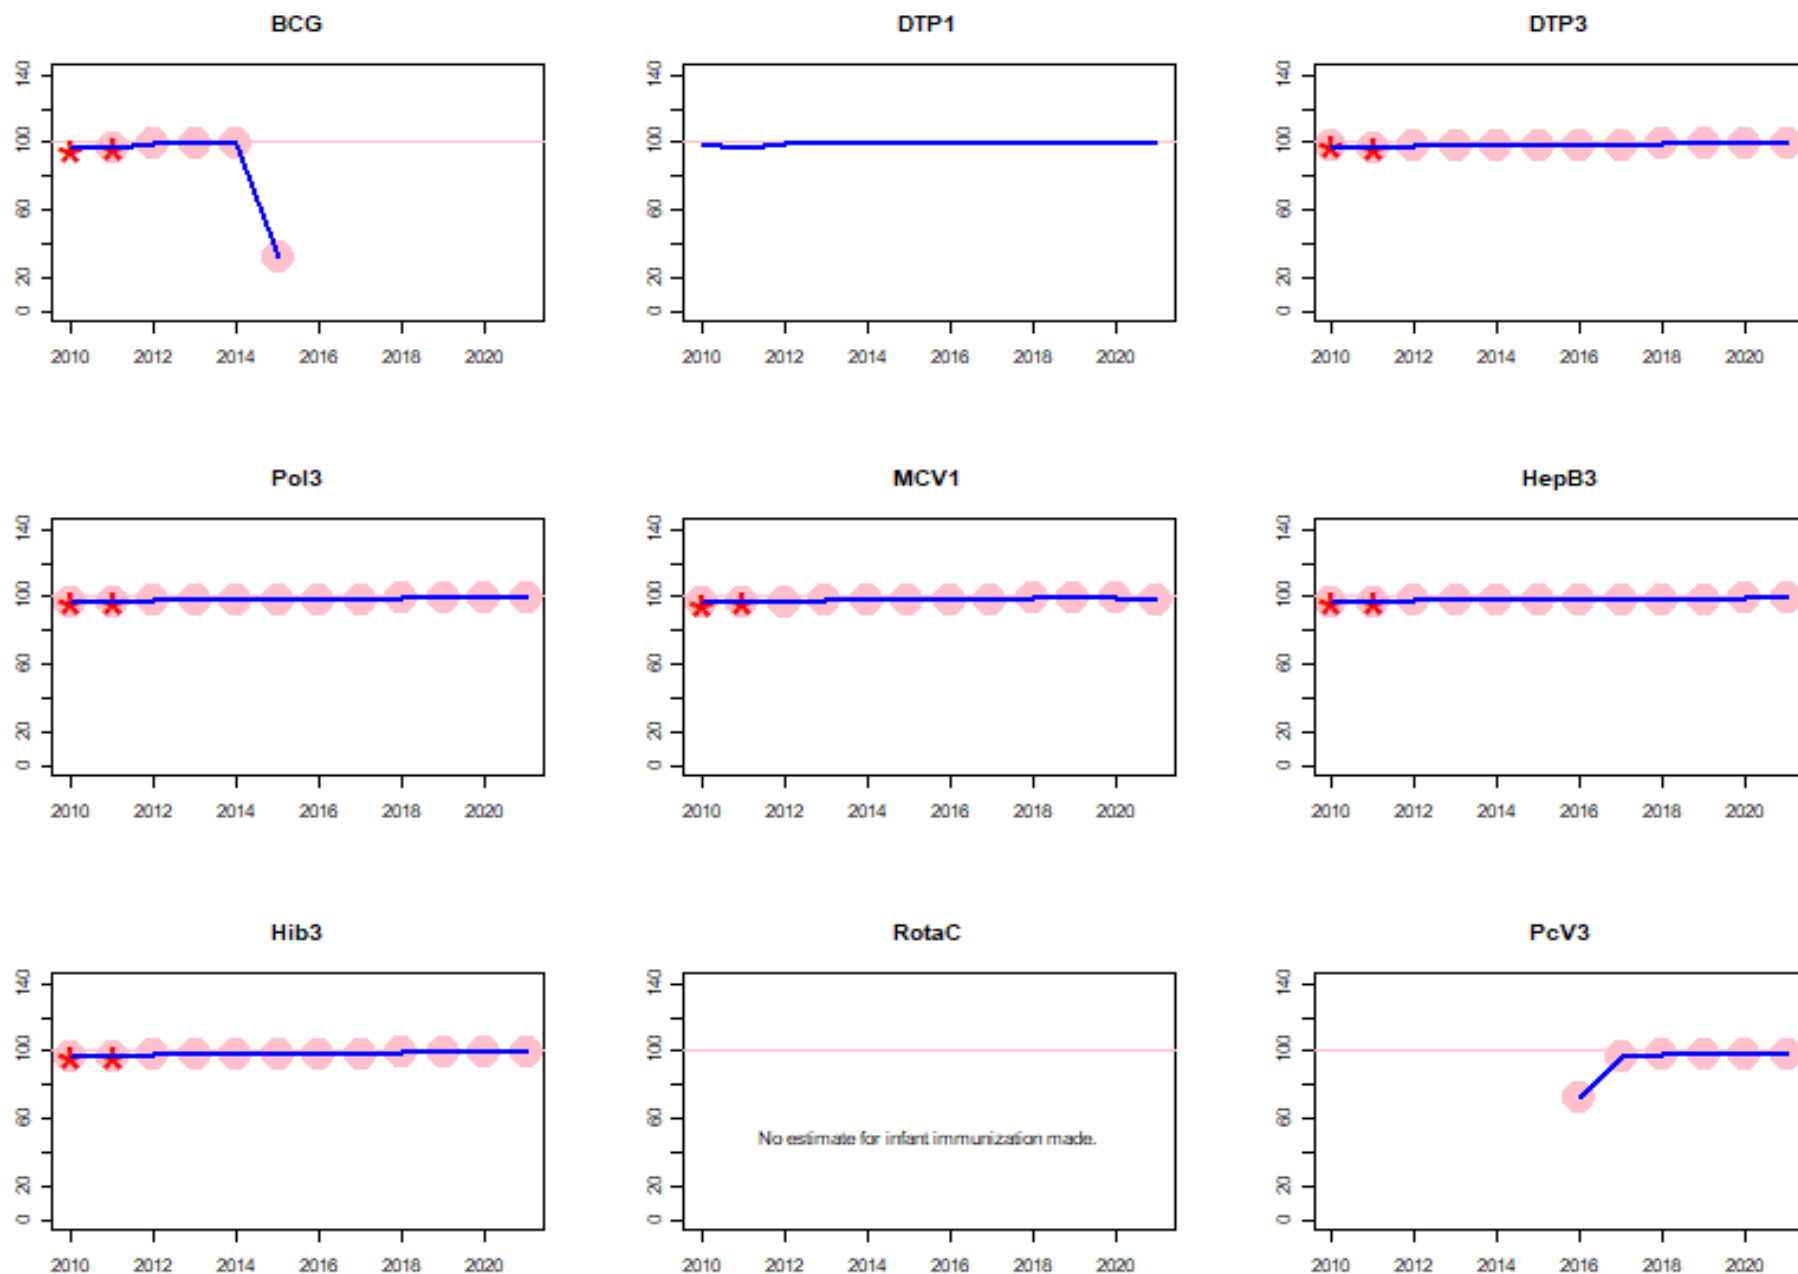 BCG DTP1 DTP3
140 140 140
100 100 100
60 60 60
20 20 20
0 0 0
2010 2012 2014 2016 2018 2020 2010 2012 2014 2016 2018 2020 2010 2012 2014 2016 2018 2020
Pol3 MCV1 HepB3
140 140 140
100 100 100
60 60 60
20 20 20
0 0 0
2010 2012 2014 2016 2018 2020 2010 2012 2014 2016 2018 2020 2010 2012 2014 2016 2018 2020
Hib3 RotaC PcV3
140 140 140
100 100 100
60 60 60
No estimate for infant immunization made.
20 20 20
0 0 0
2010 2012 2014 2016 2018 2020 2010 2012 2014 2016 2018 2020 2010 2012 2014 2016 2018 2020